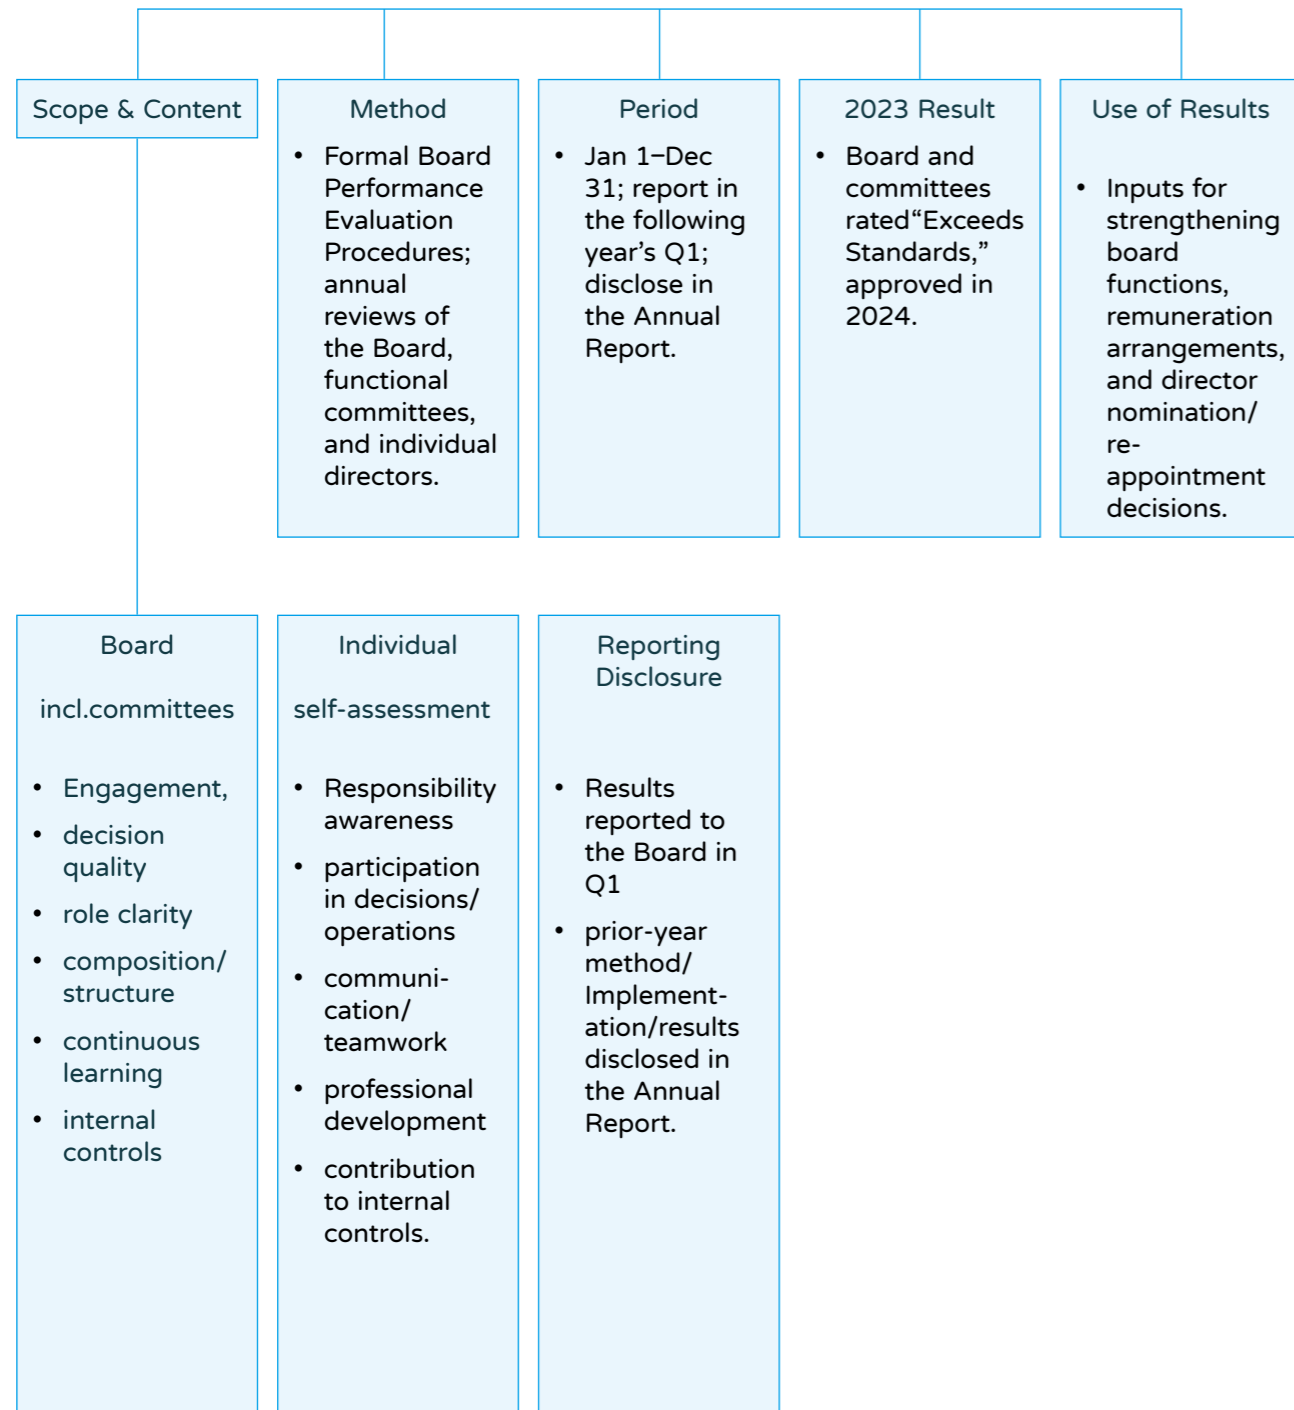 Scope & Content
Method
• Formal Board
Performance
Evaluation
Procedures;
annual
reviews of
the Board,
functional
committees,
and individual
directors.
Period
• Jan 1–Dec
31; report in
the following
year’s Q1;
disclose in
the Annual
Report.
2023 Result
• Board and
committees
rated“Exceeds
Standards,”
approved in
2024.
Use of Results
• Inputs for
strengthening
board
functions,
remuneration
arrangements,
and director
nomination/
re-
appointment
decisions.
Board
incl.committees
• Engagement,
• decision
quality
• role clarity
• composition/
structure
• continuous
learning
• internal
controls
Individual
self-assessment
• Responsibility
awareness
• participation
in decisions/
operations
• communi-
cation/
teamwork
• professional
development
• contribution
to internal
controls.
Reporting
Disclosure
• Results
reported to
the Board in
Q1
• prior-year
method/
Implement-
ation/results
disclosed in
the Annual
Report.